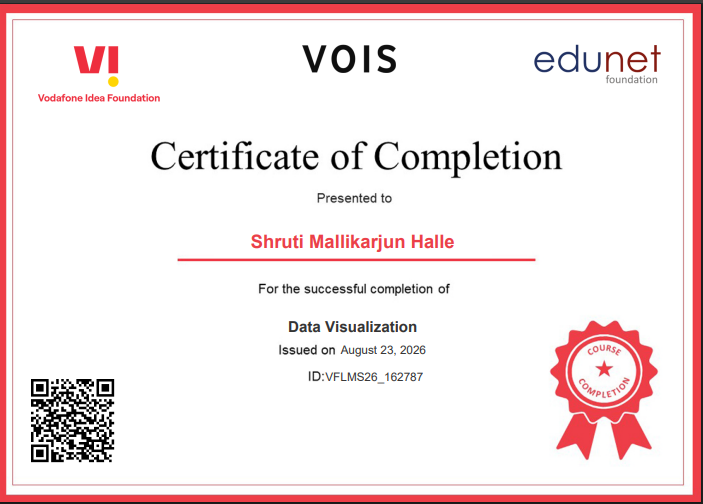 VI
Vodafone Idea Foundation
VOIS
edunet
foundation
Certificate of Completion
Presented to
Shruti Mallikarjun Halle
For the successful completion of
Data Visualization
Issued on August 23, 2026
ID:VFLMS26_162787
COURSE
COMPLETION